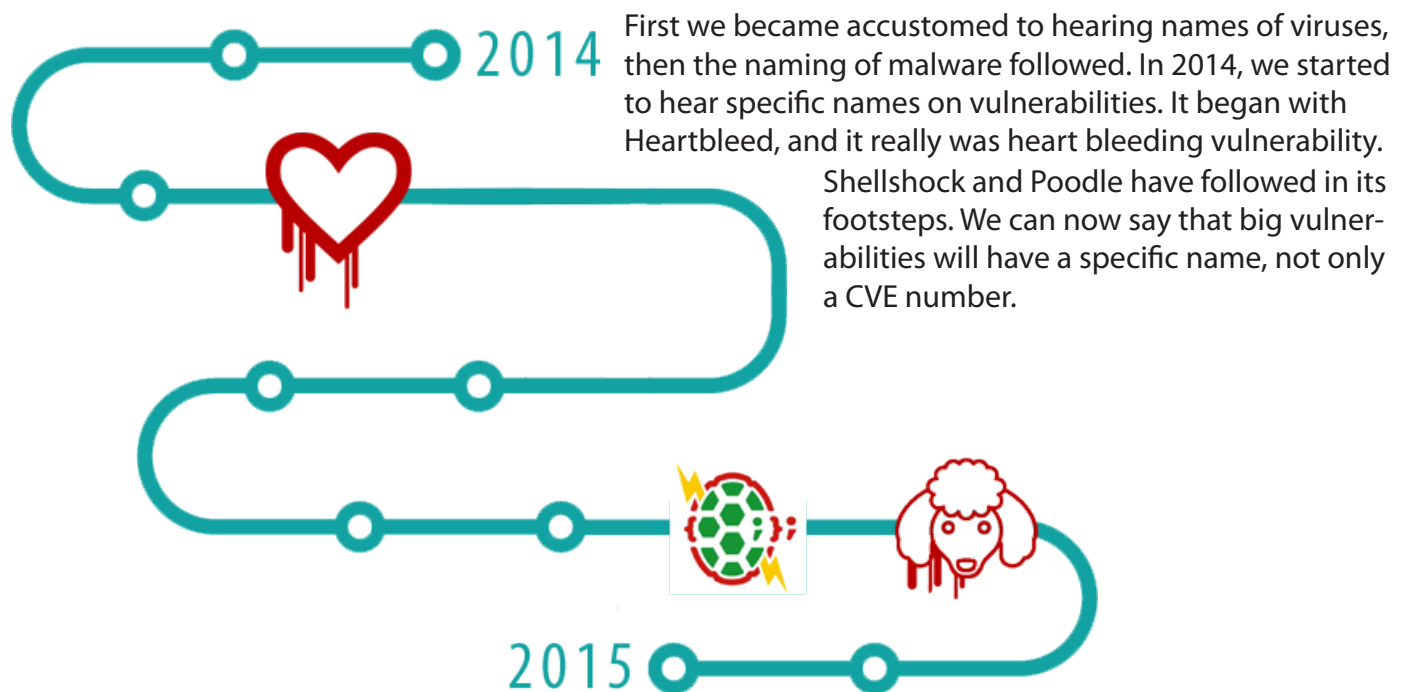 2014
First we became accustomed to hearing names of viruses,
then the naming of malware followed. In 2014, we started
to hear specific names on vulnerabilities. It began with
Heartbleed, and it really was heart bleeding vulnerability.
Shellshock and Poodle have followed in its
footsteps. We can now say that big vulner-
abilities will have a specific name, not only
a CVE number.
2015